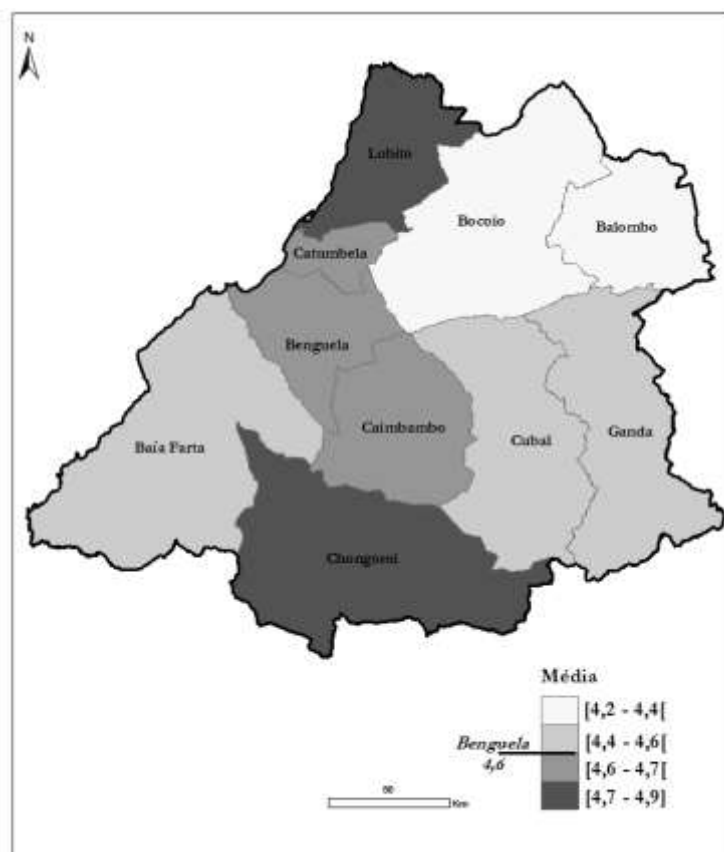 N
Lobito
Bocoio
Balombo
Catumbela
Benguela
Caimbambo
Cubal
Ganda
Baía Farta
Chongoroi
Média
[4,2 - 4,4[
[4,4 - 4,6[
Benguela
4,6
[4,6 - 4,7[
[4,7 - 4,9]
Km